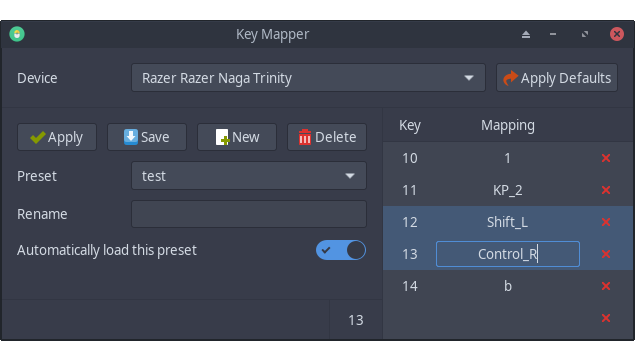 Key Mapper
Device
Razer Razer Naga Trinity
Apply Defaults
Apply
Save
New
Delete
Preset
test
Rename
Automatically load this preset
13
Key Mapping
10 1
11 KP_2
12 Shift_L
13 Control_R
14 b